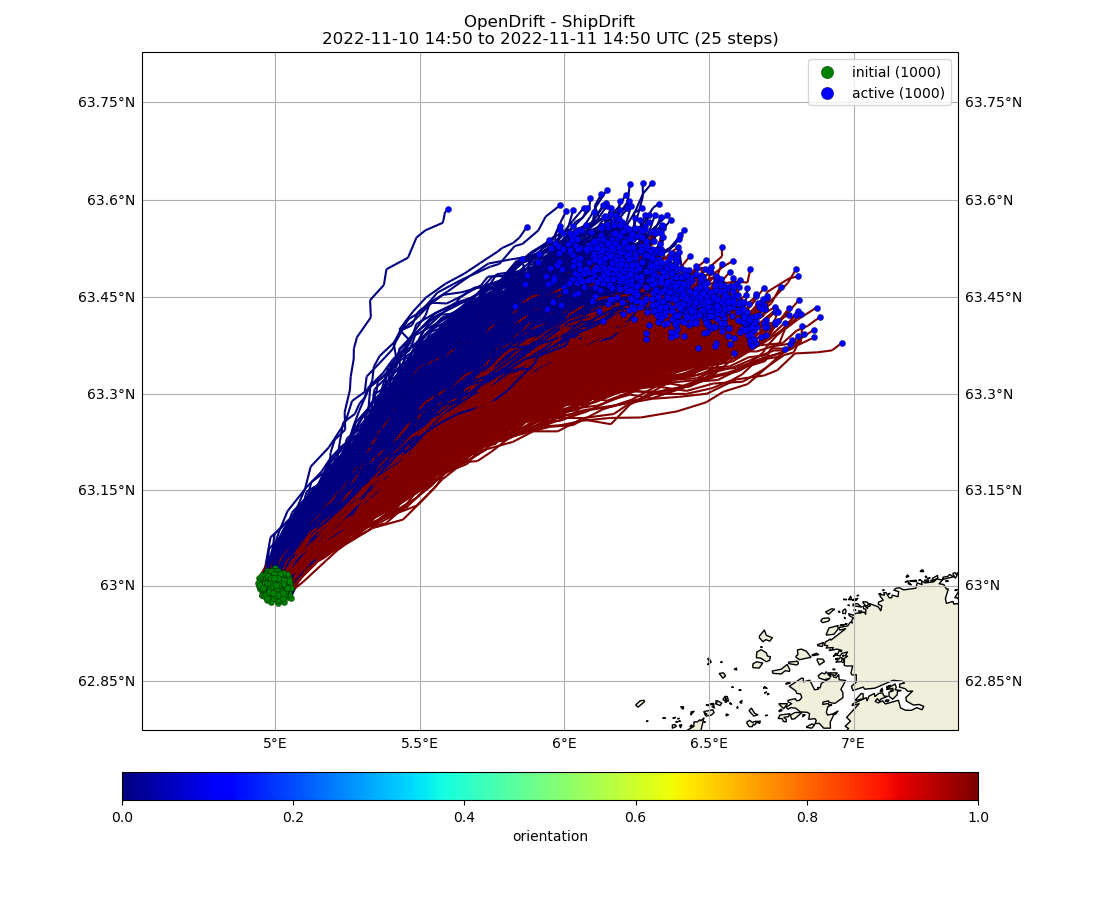 OpenDrift - ShipDrift
2022-11-10 14:50 to 2022-11-11 14:50 UTC (25 steps)
initial (1000)
active (1000)
63.75°N 63.75°N
63.6°N 63.6°N
63.45°N 63.45°N
63.3°N 63.3°N
63.15°N 63.15°N
63°N 63°N
62.85°N 62.85°N
5°E 5.5°E 6°E 6.5°E 7°E
0.0 0.2 0.4 0.6 0.8 1.0
orientation